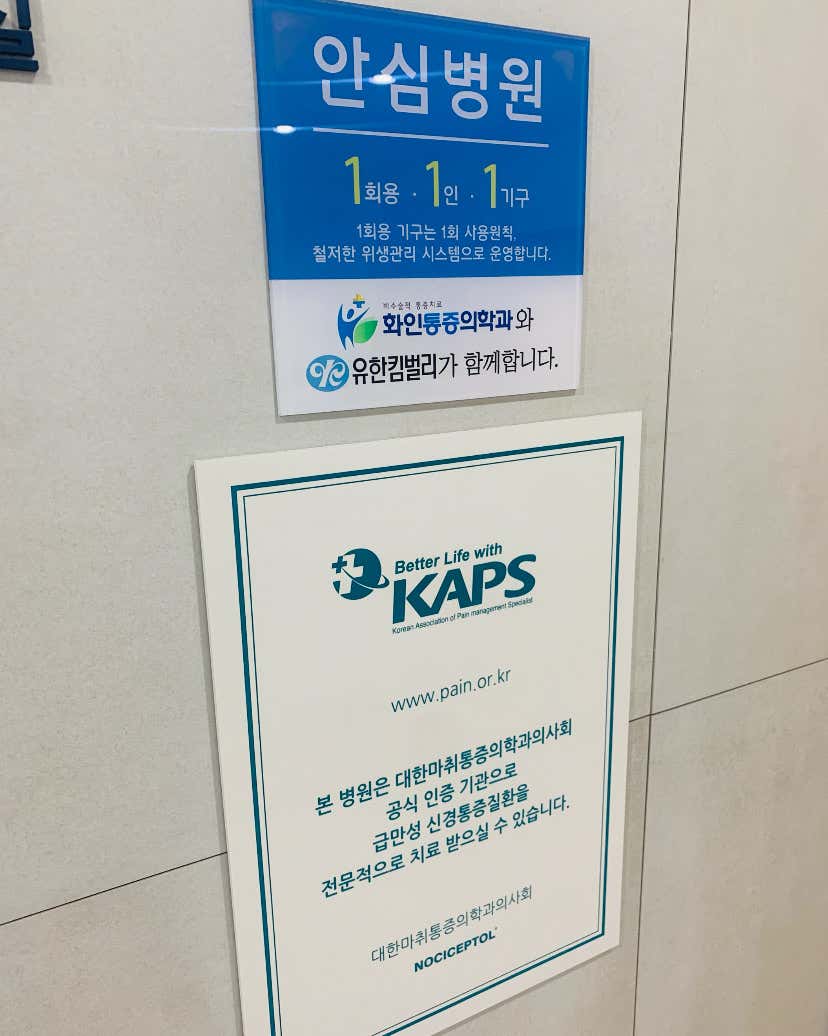 안심병원
1회용 · 1인 · 1기구
1회용 기구는 1회 사용원칙,
철저한 위생관리 시스템으로 운영합니다.
비수술적 통증치료
화인통증의학과와
유한킴벌리가 함께합니다.
Better Life with
KAPS
Korean Association of Pain management Specialist
www.pain.or.kr
본 병원은 대한마취통증의학과의사회
공식 인증 기관으로
급만성 신경통증질환을
전문적으로 치료 받으실 수 있습니다.
대한마취통증의학과의사회
NOCICEPTOL